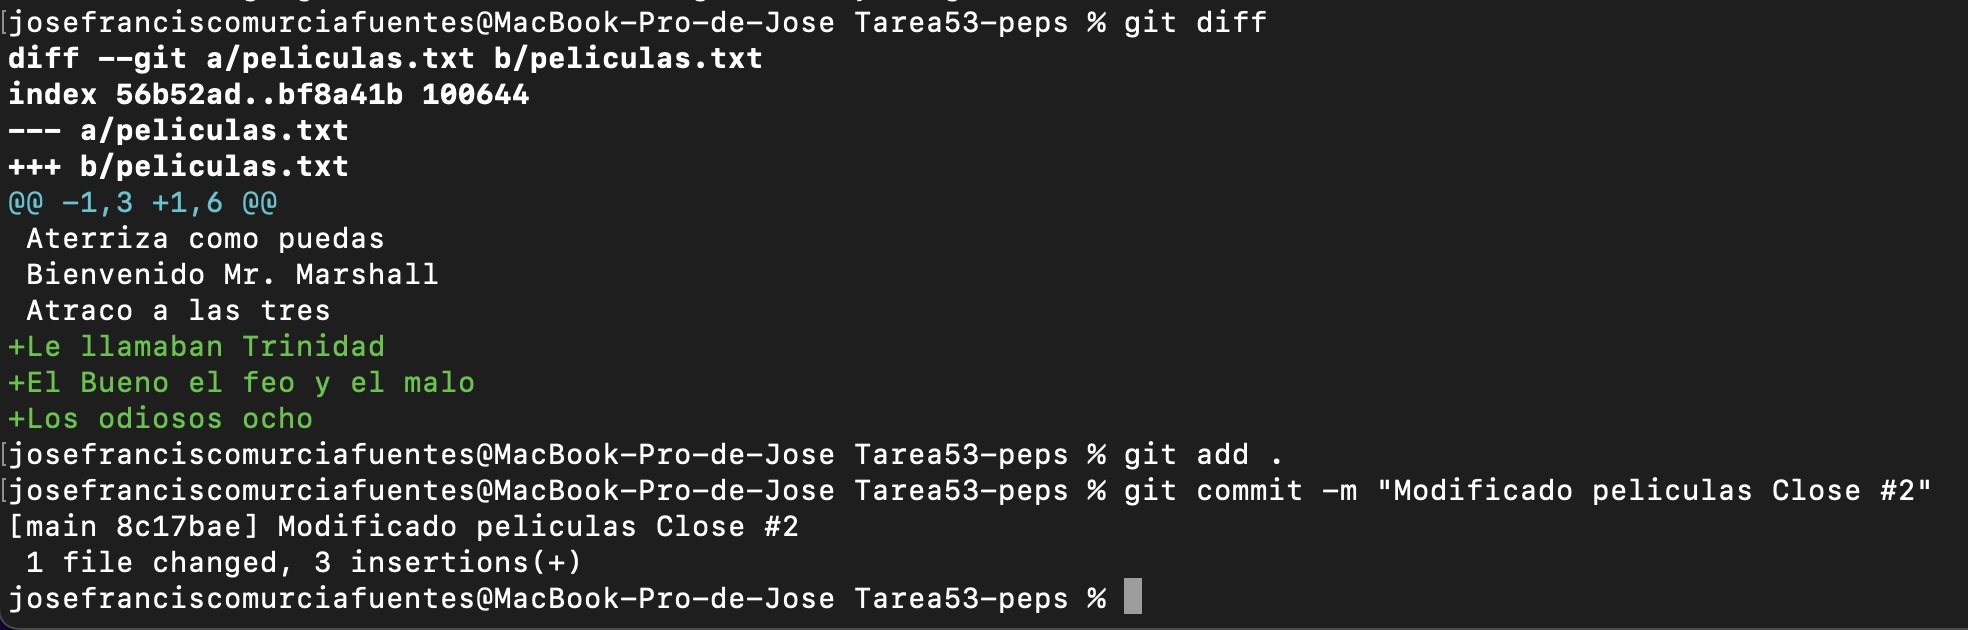 josefranciscomurciafuentes@MacBook-Pro-de-Jose Tarea53-peps % git diff
diff --git a/peliculas.txt b/peliculas.txt
index 56b52ad..bf8a41b 100644
--- a/peliculas.txt
+++ b/peliculas.txt
@@ -1,3 +1,6 @@
 Aterriza como puedas
 Bienvenido Mr. Marshall
 Atraco a las tres
+Le llamaban Trinidad
+El Bueno el feo y el malo
+Los odiosos ocho
josefranciscomurciafuentes@MacBook-Pro-de-Jose Tarea53-peps % git add .
josefranciscomurciafuentes@MacBook-Pro-de-Jose Tarea53-peps % git commit -m "Modificado peliculas Close #2"
[main 8c17bae] Modificado peliculas Close #2
 1 file changed, 3 insertions(+)
josefranciscomurciafuentes@MacBook-Pro-de-Jose Tarea53-peps %